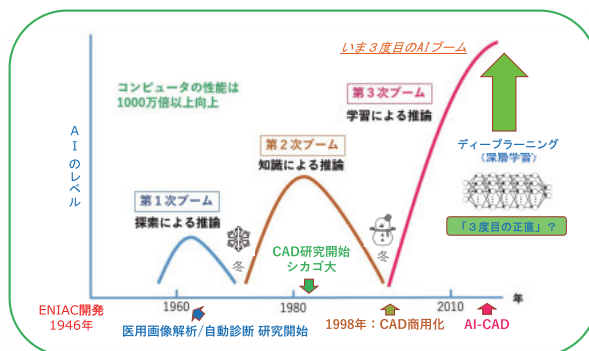 いま３度目のAIブーム
コンピュータの性能は
1000万倍以上向上
第３次ブーム
学習による推論
第２次ブーム
知識による推論
第１次ブーム
探索による推論
AIのレベル
ディープラーニング
（深層学習）
「３度目の正直」？
冬
冬
CAD研究開始
シカゴ大
1960
1980
2010
年
ENIAC開発
1946年
医用画像解析/自動診断 研究開始
1998年：CAD商用化
AI-CAD